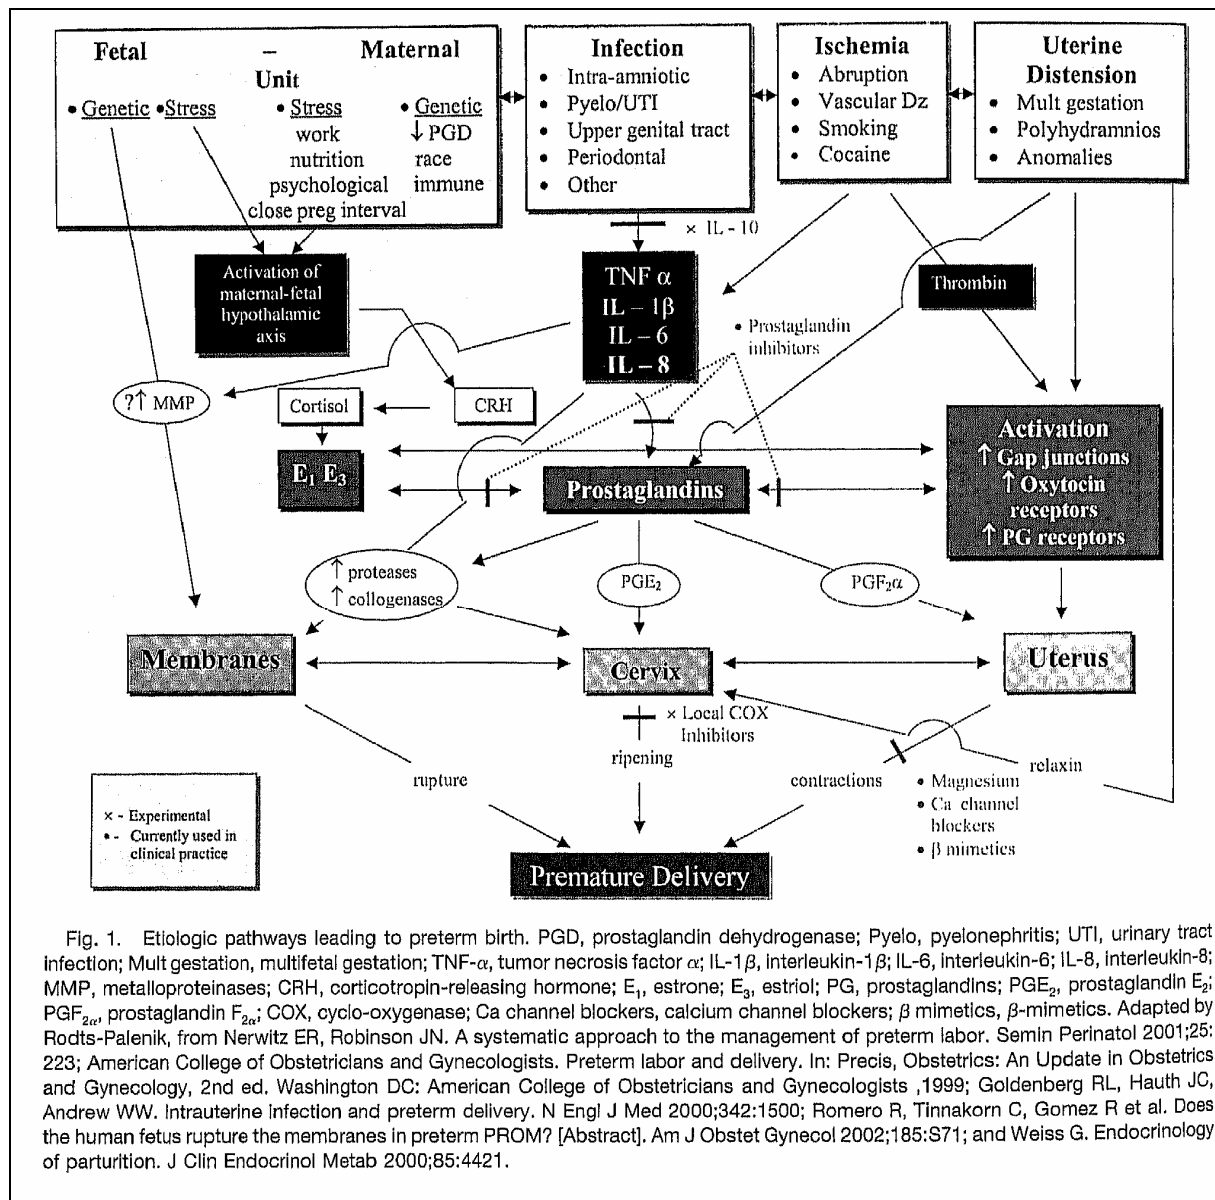 Fetal – Maternal
Unit
• Genetic • Stress
• Stress
work
nutrition
psychological
close preg interval
• Genetic
↓ PGD
race
immune
Infection
• Intra-amniotic
• Pyelo/UTI
• Upper genital tract
• Periodontal
• Other
Ischemia
• Abruption
• Vascular Dz
• Smoking
• Cocaine
Uterine
Distension
• Mult gestation
• Polyhydramnios
• Anomalies
× IL - 10
Activation of
maternal-fetal
hypothalamic
axis
TNF α
IL – 1β
IL – 6
IL – 8
Thrombin
• Prostaglandin
inhibitors
?↑ MMP
Cortisol
CRH
E₁ E₃
Prostaglandins
Activation
↑ Gap junctions
↑ Oxytocin
receptors
↑ PG receptors
↑ proteases
↑ collogenases
PGE₂
PGF₂α
Membranes
Cervix
Uterus
× Local COX
Inhibitors
ripening
rupture
contractions
relaxin
• Magnesium
• Ca channel
blockers
• β mimetics
× - Experimental
• - Currently used in
clinical practice
Premature Delivery
Fig. 1. Etiologic pathways leading to preterm birth. PGD, prostaglandin dehydrogenase; Pyelo, pyelonephritis; UTI, urinary tract
infection; Mult gestation, multifetal gestation; TNF-α, tumor necrosis factor α; IL-1β, interleukin-1β; IL-6, interleukin-6; IL-8, interleukin-8;
MMP, metalloproteinases; CRH, corticotropin-releasing hormone; E₁, estrone; E₃, estriol; PG, prostaglandins; PGE₂, prostaglandin E₂;
PGF₂α, prostaglandin F₂α; COX, cyclo-oxygenase; Ca channel blockers, calcium channel blockers; β mimetics, β-mimetics. Adapted by
Rodts-Palenik, from Nerwitz ER, Robinson JN. A systematic approach to the management of preterm labor. Semin Perinatol 2001;25:
223; American College of Obstetricians and Gynecologists. Preterm labor and delivery. In: Precis, Obstetrics: An Update in Obstetrics
and Gynecology, 2nd ed. Washington DC: American College of Obstetricians and Gynecologists ,1999; Goldenberg RL, Hauth JC,
Andrew WW. Intrauterine infection and preterm delivery. N Engl J Med 2000;342:1500; Romero R, Tinnakorn C, Gomez R et al. Does
the human fetus rupture the membranes in preterm PROM? [Abstract]. Am J Obstet Gynecol 2002;185:S71; and Weiss G. Endocrinology
of parturition. J Clin Endocrinol Metab 2000;85:4421.